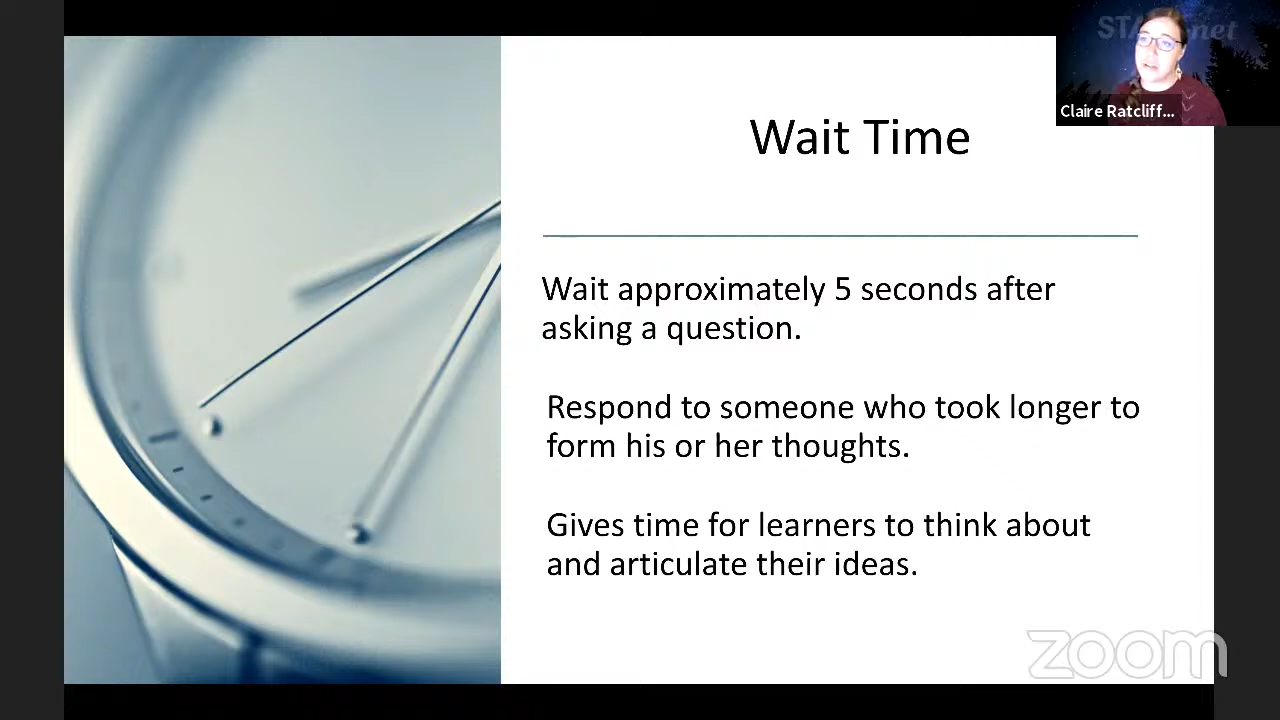 Wait Time
Wait approximately 5 seconds after
asking a question.
Respond to someone who took longer to
form his or her thoughts.
Gives time for learners to think about
and articulate their ideas.
Claire Ratcliff...
zoom